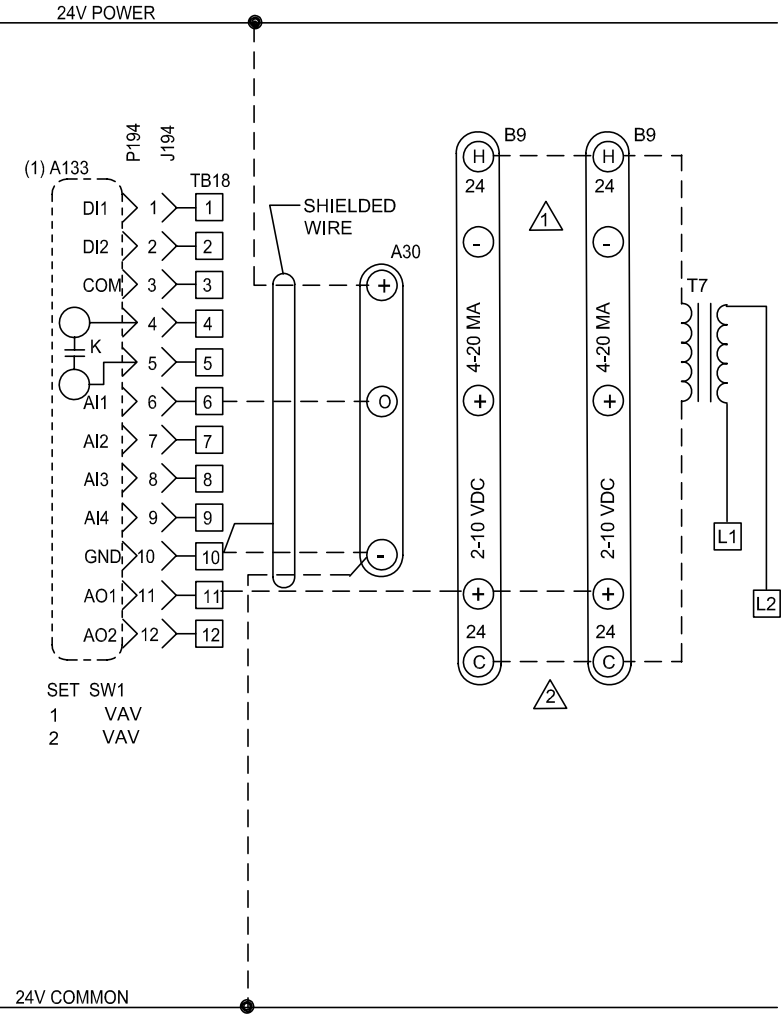 24V POWER
P194
J194
(1) A133
TB18
DI1 1 1
DI2 2 2
COM 3 3
4 4
K
5 5
AI1 6 6
AI2 7 7
AI3 8 8
AI4 9 9
GND 10 10
AO1 11 11
AO2 12 12
SET SW1
1 VAV
2 VAV
SHIELDED
WIRE
A30
+
O
-
B9
H
24
-
4-20 MA
+
2-10 VDC
+
24
C
1
2
B9
H
24
-
4-20 MA
+
2-10 VDC
+
24
C
T7
L1
L2
24V COMMON